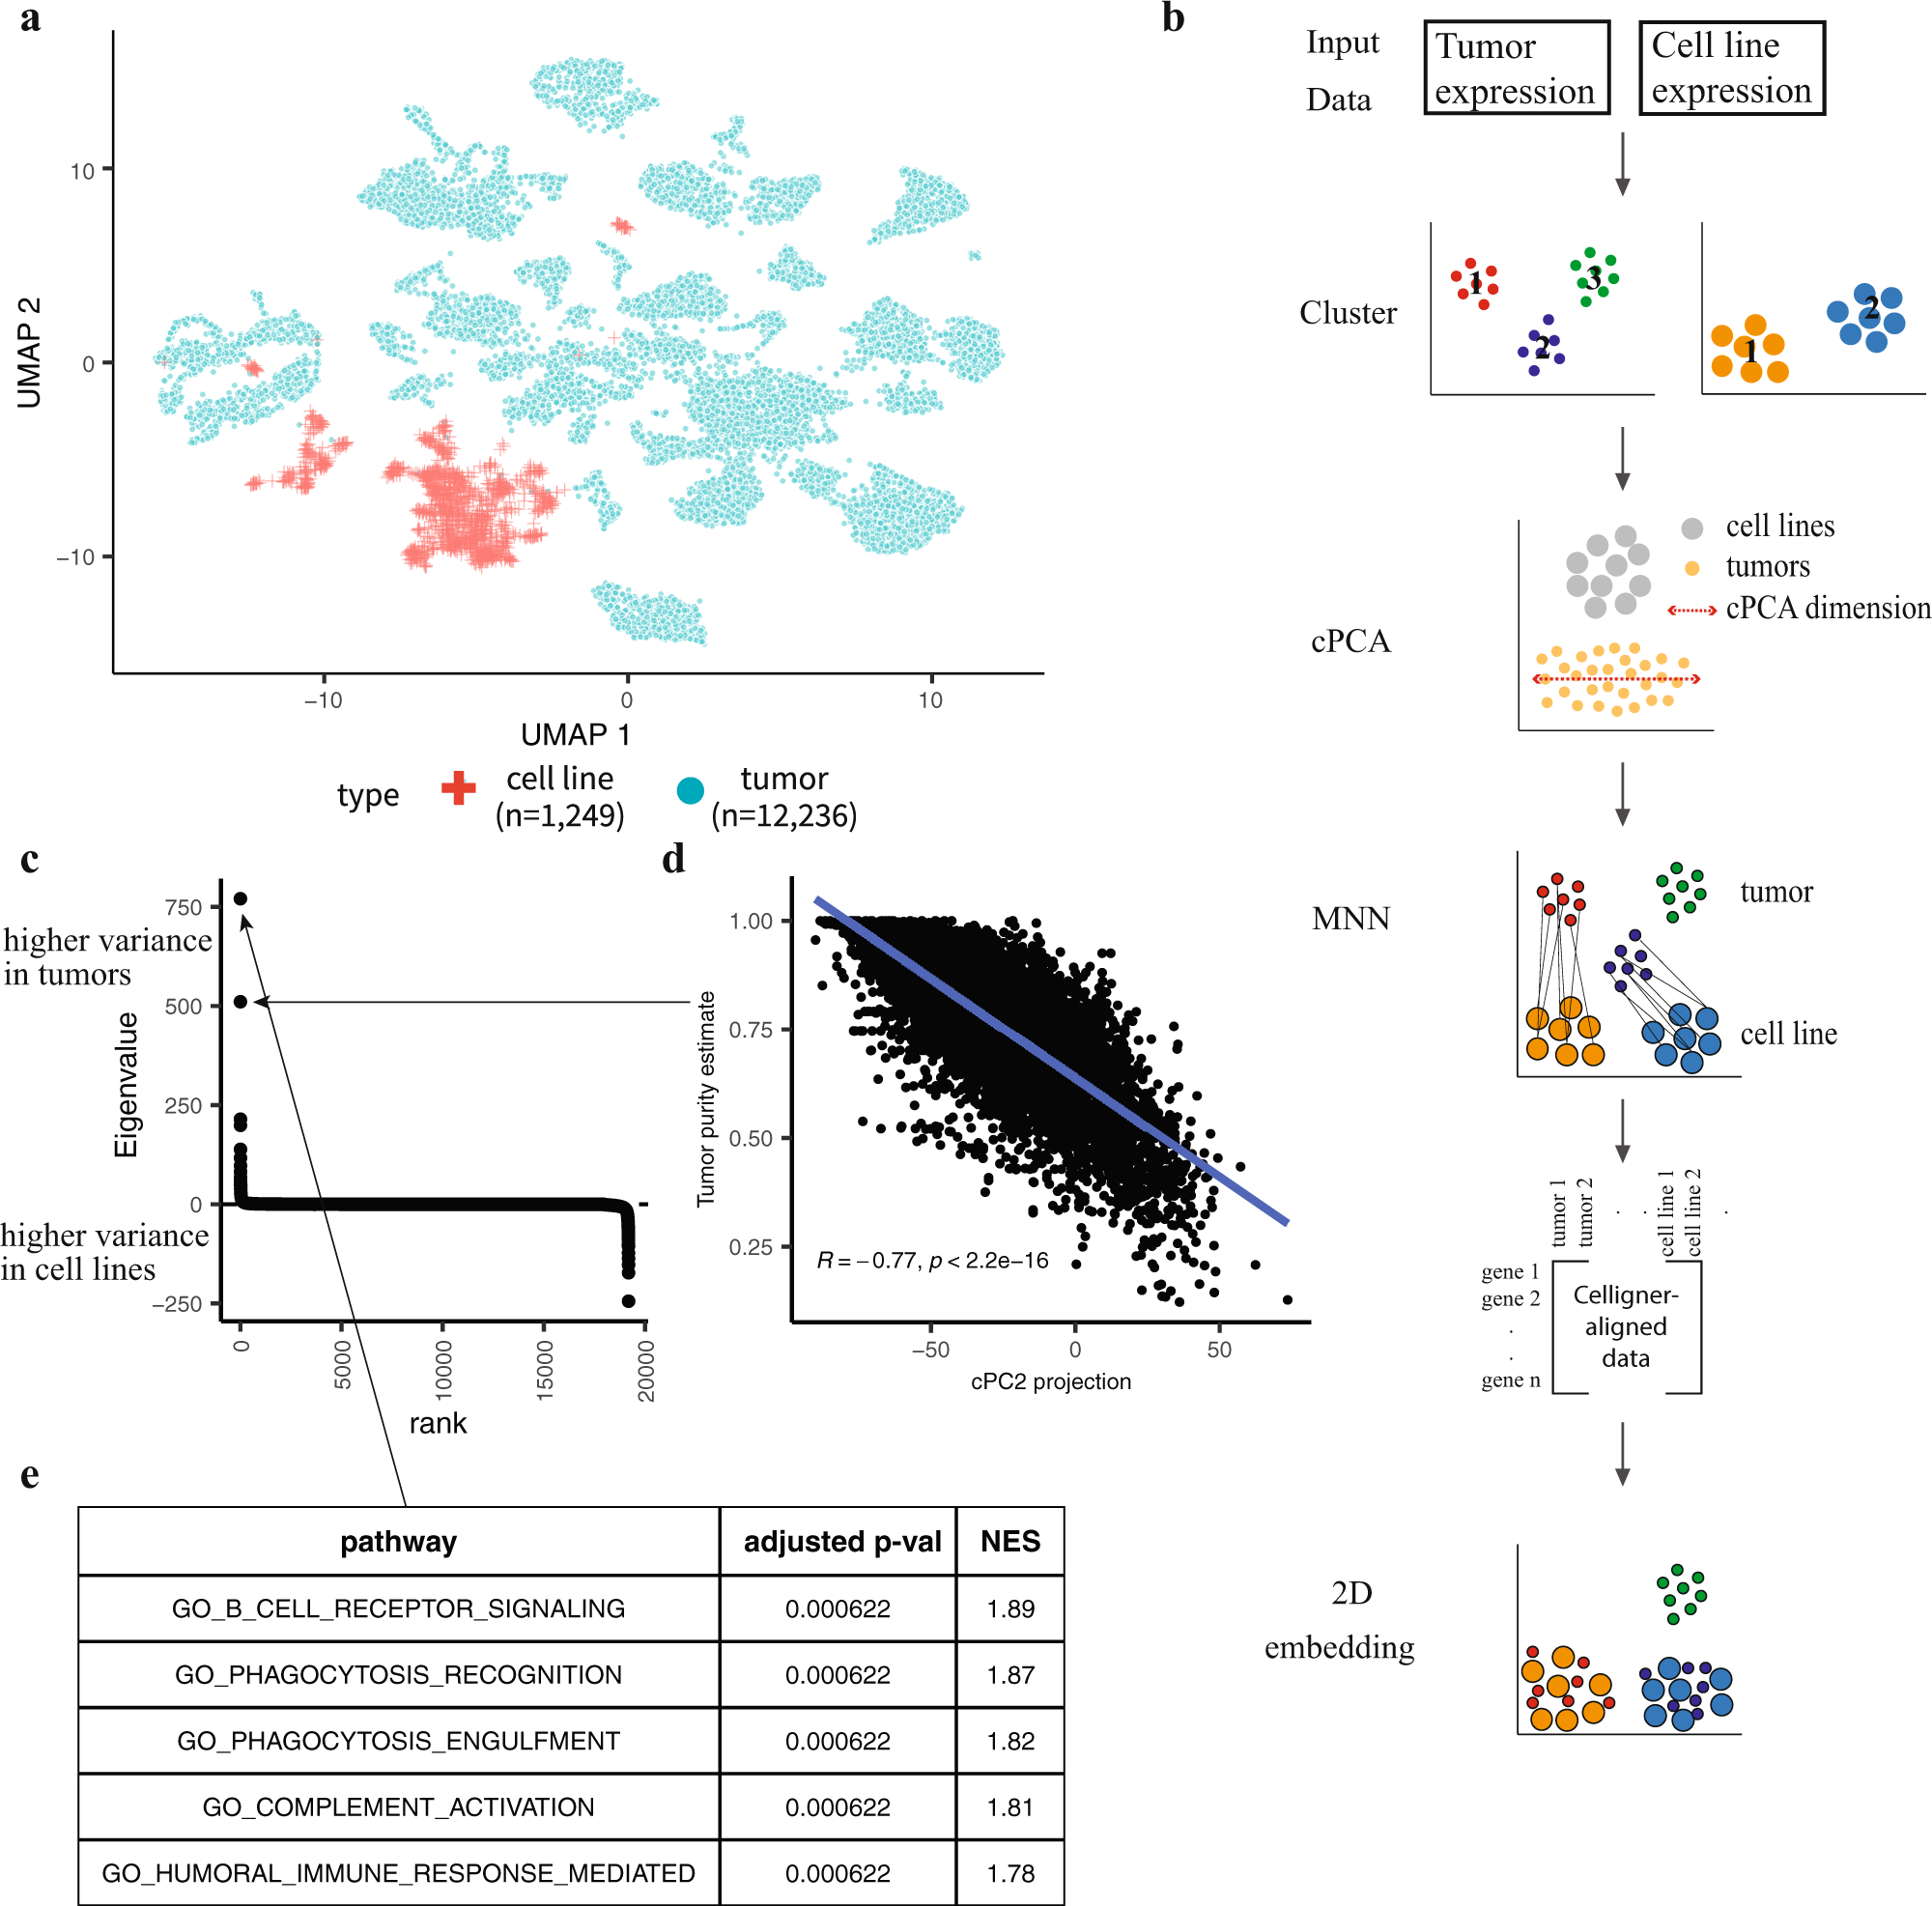 a
10
0
−10
UMAP 2
−10
0
10
UMAP 1
type
cell line
(n=1,249)
tumor
(n=12,236)
b
Input
Data
Tumor
expression
Cell line
expression
Cluster
1
2
3
1
2
cPCA
cell lines
tumors
cPCA dimension
MNN
tumor
cell line
tumor 1
tumor 2
. .
cell line 1
cell line 2
.
gene 1
gene 2
.
.
gene n
Celligner-
aligned
data
2D
embedding
c
higher variance
in tumors
higher variance
in cell lines
Eigenvalue
750
500
250
0
−250
0
5000
10000
15000
20000
rank
d
Tumor purity estimate
1.00
0.75
0.50
0.25
R = −0.77, p < 2.2e−16
−50
0
50
cPC2 projection
e
pathway adjusted p-val NES
GO_B_CELL_RECEPTOR_SIGNALING 0.000622 1.89
GO_PHAGOCYTOSIS_RECOGNITION 0.000622 1.87
GO_PHAGOCYTOSIS_ENGULFMENT 0.000622 1.82
GO_COMPLEMENT_ACTIVATION 0.000622 1.81
GO_HUMORAL_IMMUNE_RESPONSE_MEDIATED 0.000622 1.78